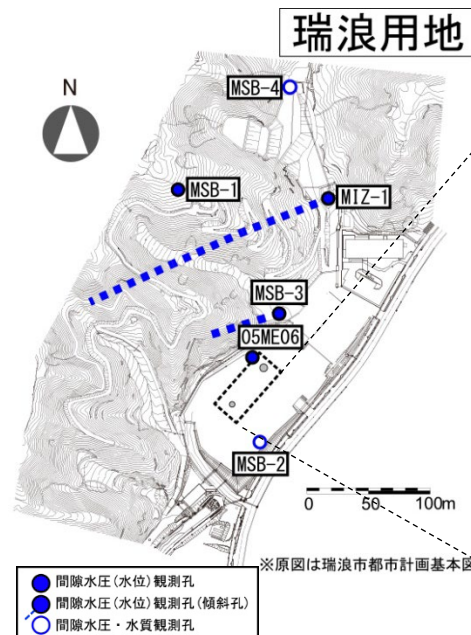 瑞浪用地
MSB-4
N
MSB-1
MIZ-1
MSB-3
05ME06
MSB-2
0 50 100m
※原図は瑞浪市都市計画基本図
間隙水圧(水位)観測孔
間隙水圧(水位)観測孔(傾斜孔)
間隙水圧・水質観測孔